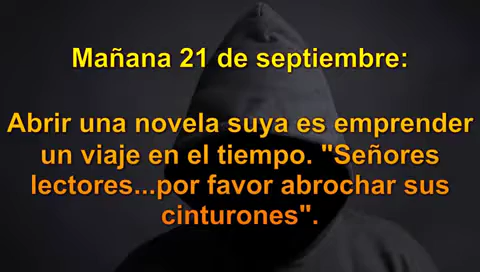 Mañana 21 de septiembre:
Abrir una novela suya es emprender
un viaje en el tiempo. "Señores
lectores...por favor abrochar sus
cinturones".